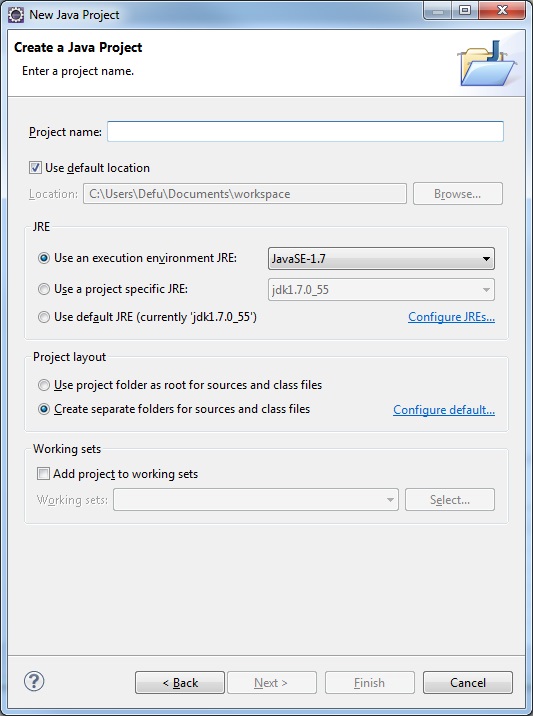 New Java Project
Create a Java Project
Enter a project name.
Project name:
Use default location
Location: C:\Users\Defu\Documents\workspace Browse...
JRE
Use an execution environment JRE: JavaSE-1.7
Use a project specific JRE: jdk1.7.0_55
Use default JRE (currently 'jdk1.7.0_55') Configure JREs...
Project layout
Use project folder as root for sources and class files
Create separate folders for sources and class files Configure default...
Working sets
Add project to working sets
Working sets: Select...
? < Back Next > Finish Cancel